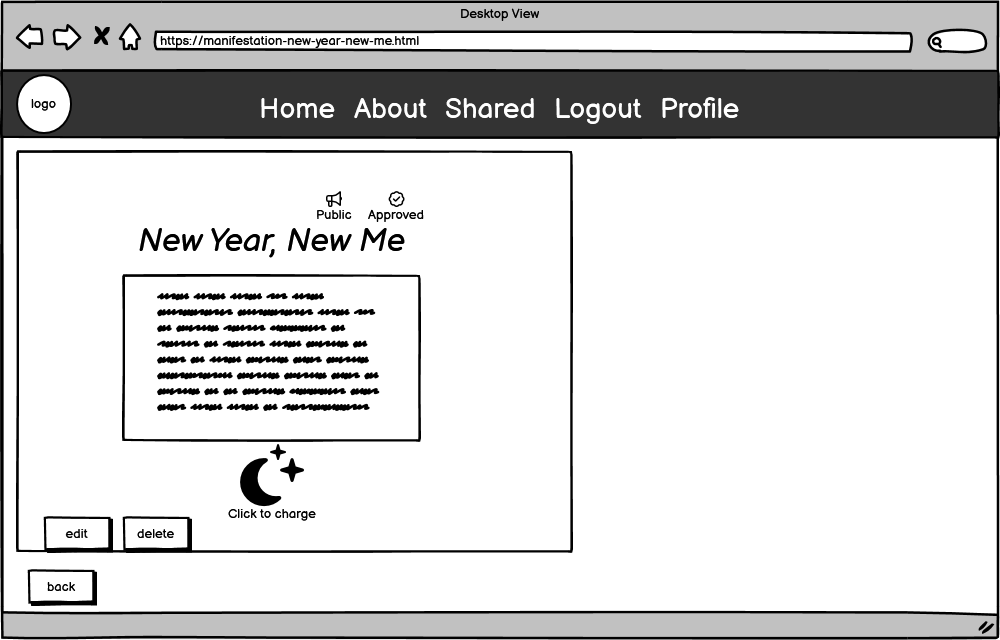 Desktop View
https://manifestation-new-year-new-me.html
logo
Home About Shared Logout Profile
Public Approved
New Year, New Me
Click to charge
edit delete
back